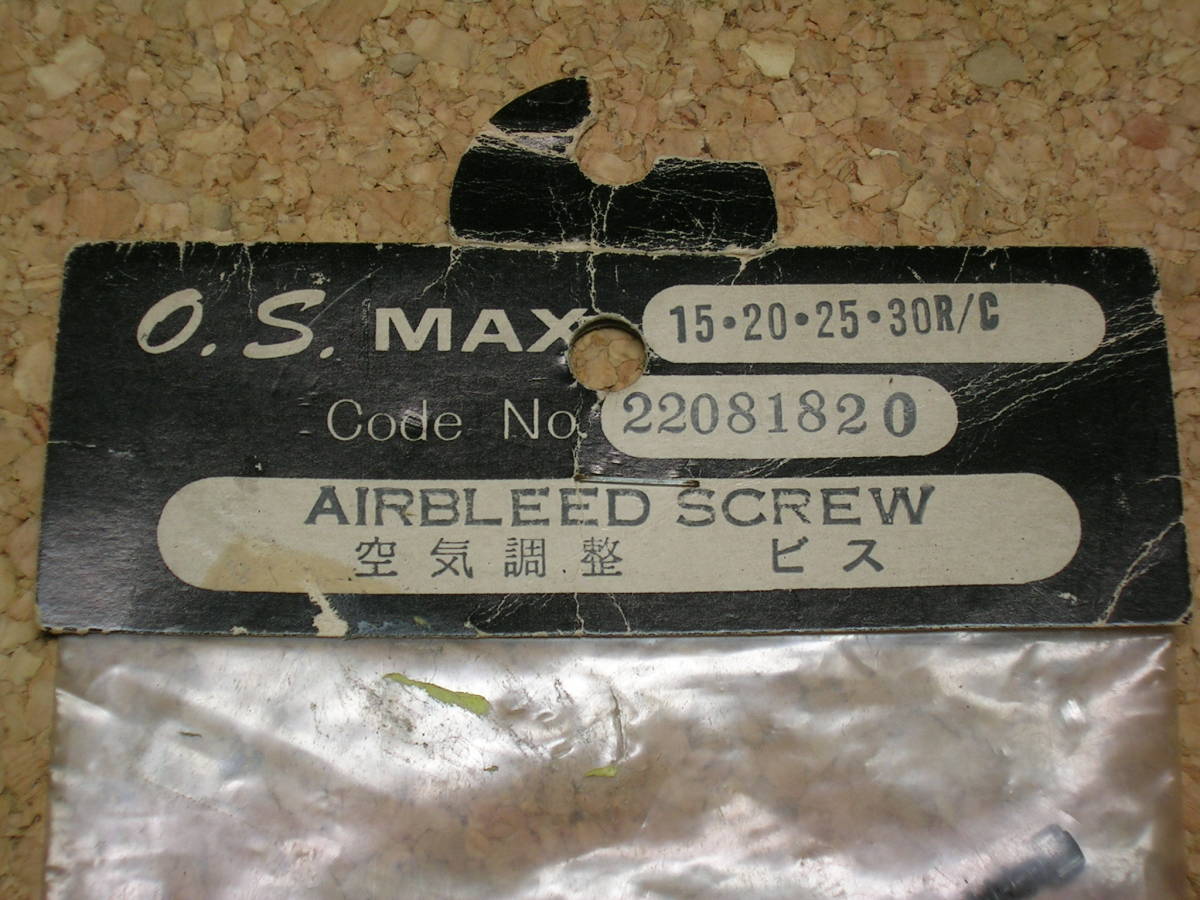 O.S. MAX 15・20・25・30R/C
Code No. 22081820
AIRBLEED SCREW
空気調整 ビス